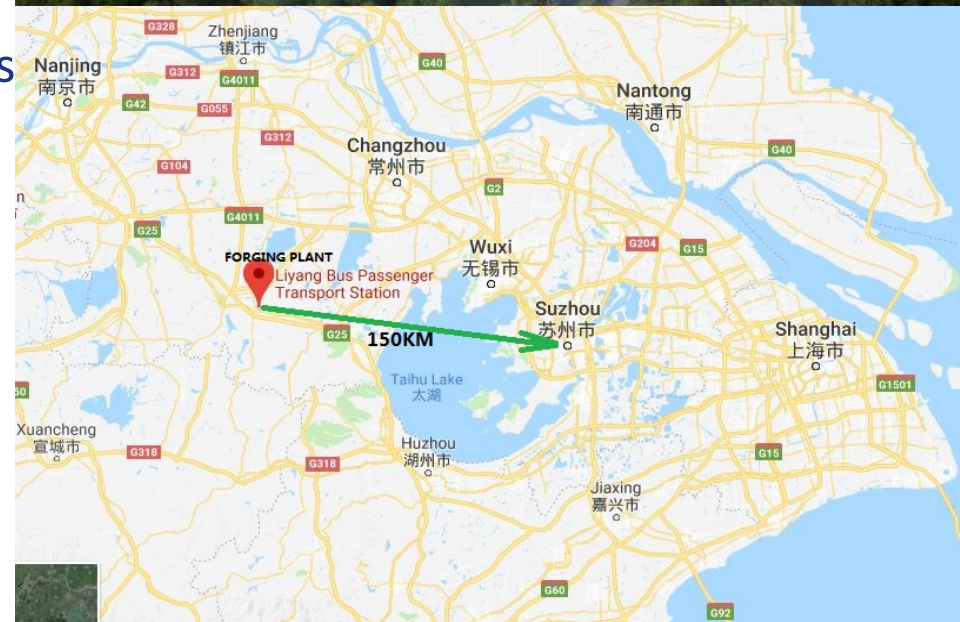 G328
Zhenjiang
镇江市
s
Nanjing
南京市
G312
G4011
G40
G42
G055
Nantong
南通市
G312
Changzhou
常州市
G40
G104
G2
n
G4011
G25
Wuxi
无锡市
G204
G15
FORGING PLANT
Liyang Bus Passenger
Transport Station
Suzhou
苏州市
G25
150KM
Shanghai
上海市
Taihu Lake
太湖
G1501
50
Xuancheng
宣城市
G318
G318
Huzhou
湖州市
G15
Jiaxing
嘉兴市
G60
G92